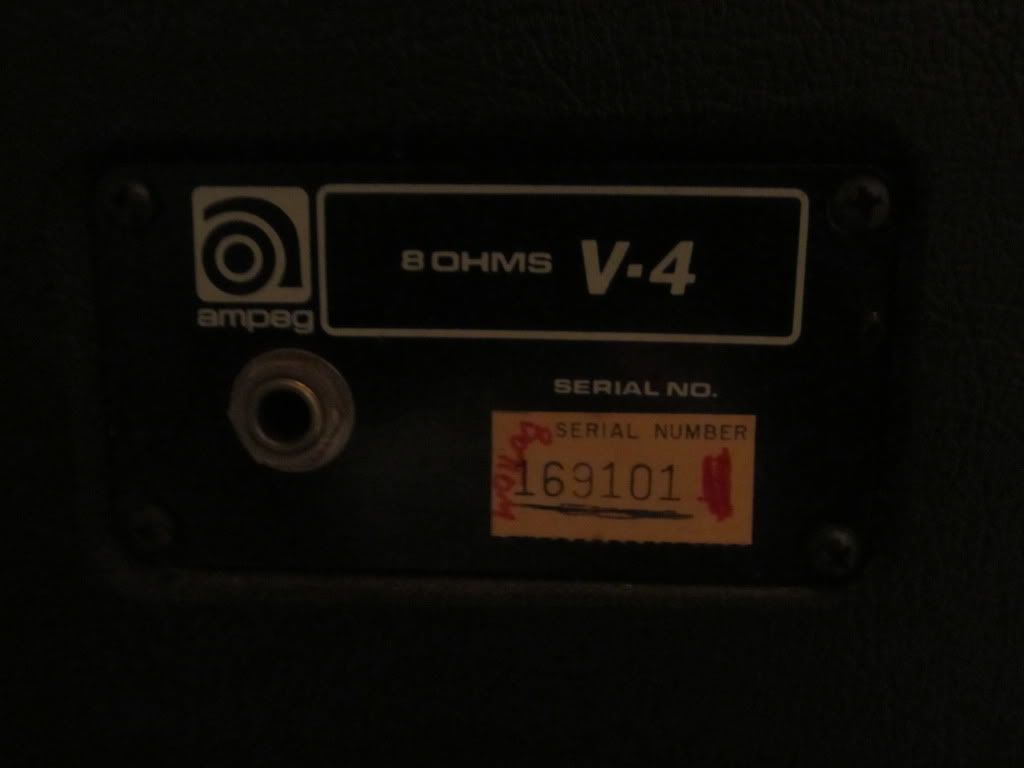 8 OHMS V-4
ampeg
SERIAL NO.
SERIAL NUMBER
169101